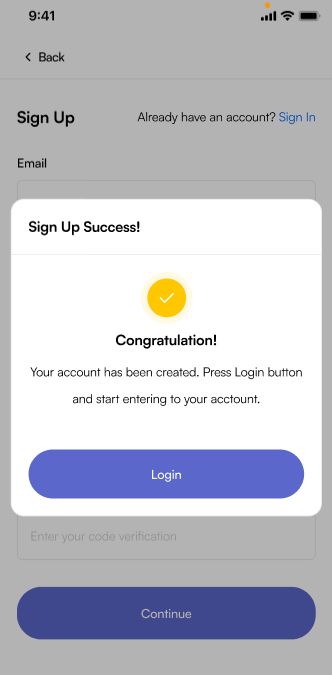 9:41
Back
Sign Up
Already have an account? Sign In
Email
Sign Up Success!
Congratulation!
Your account has been created. Press Login button
and start entering to your acctount.
Login
Enter your code verification
Continue